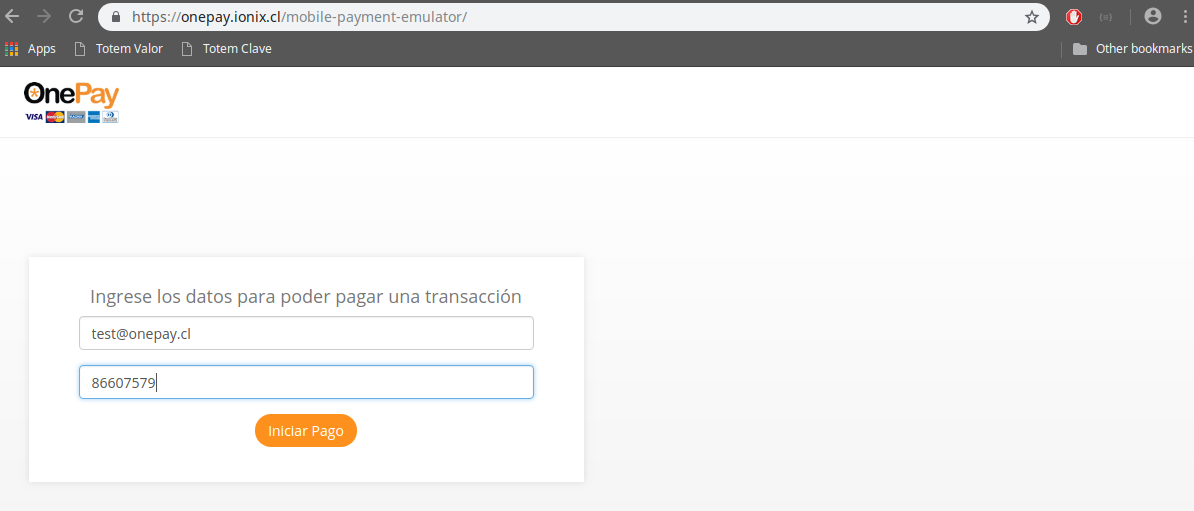 https://onepay.ionix.cl/mobile-payment-emulator/
Apps Totem Valor Totem Clave Other bookmarks
OnePay
VISA
Ingrese los datos para poder pagar una transacción
test@onepay.cl
86607579
Iniciar Pago